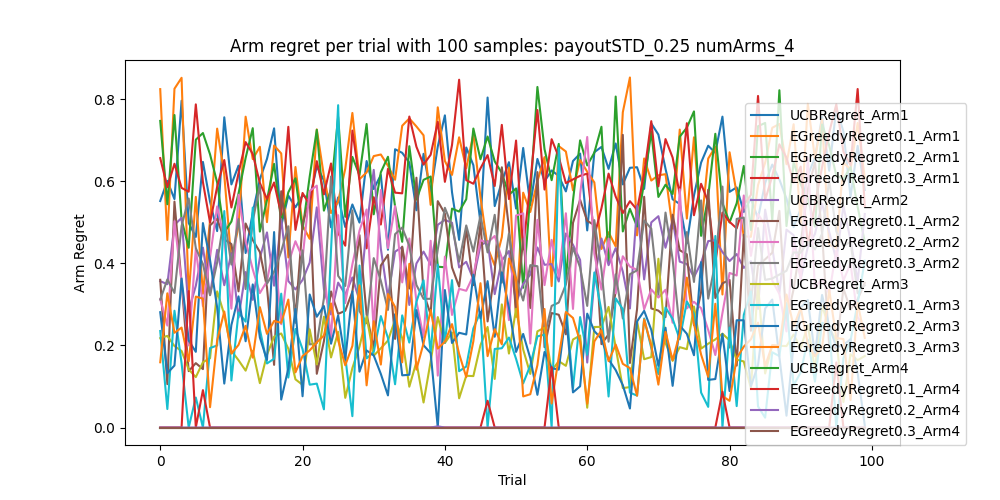 Arm regret per trial with 100 samples: payoutSTD_0.25 numArms_4
Arm Regret
0.8
0.6
0.4
0.2
0.0
0
20
40
60
80
100
Trial
UCBRegret_Arm1
EGreedyRegret0.1_Arm1
EGreedyRegret0.2_Arm1
EGreedyRegret0.3_Arm1
UCBRegret_Arm2
EGreedyRegret0.1_Arm2
EGreedyRegret0.2_Arm2
EGreedyRegret0.3_Arm2
UCBRegret_Arm3
EGreedyRegret0.1_Arm3
EGreedyRegret0.2_Arm3
EGreedyRegret0.3_Arm3
UCBRegret_Arm4
EGreedyRegret0.1_Arm4
EGreedyRegret0.2_Arm4
EGreedyRegret0.3_Arm4